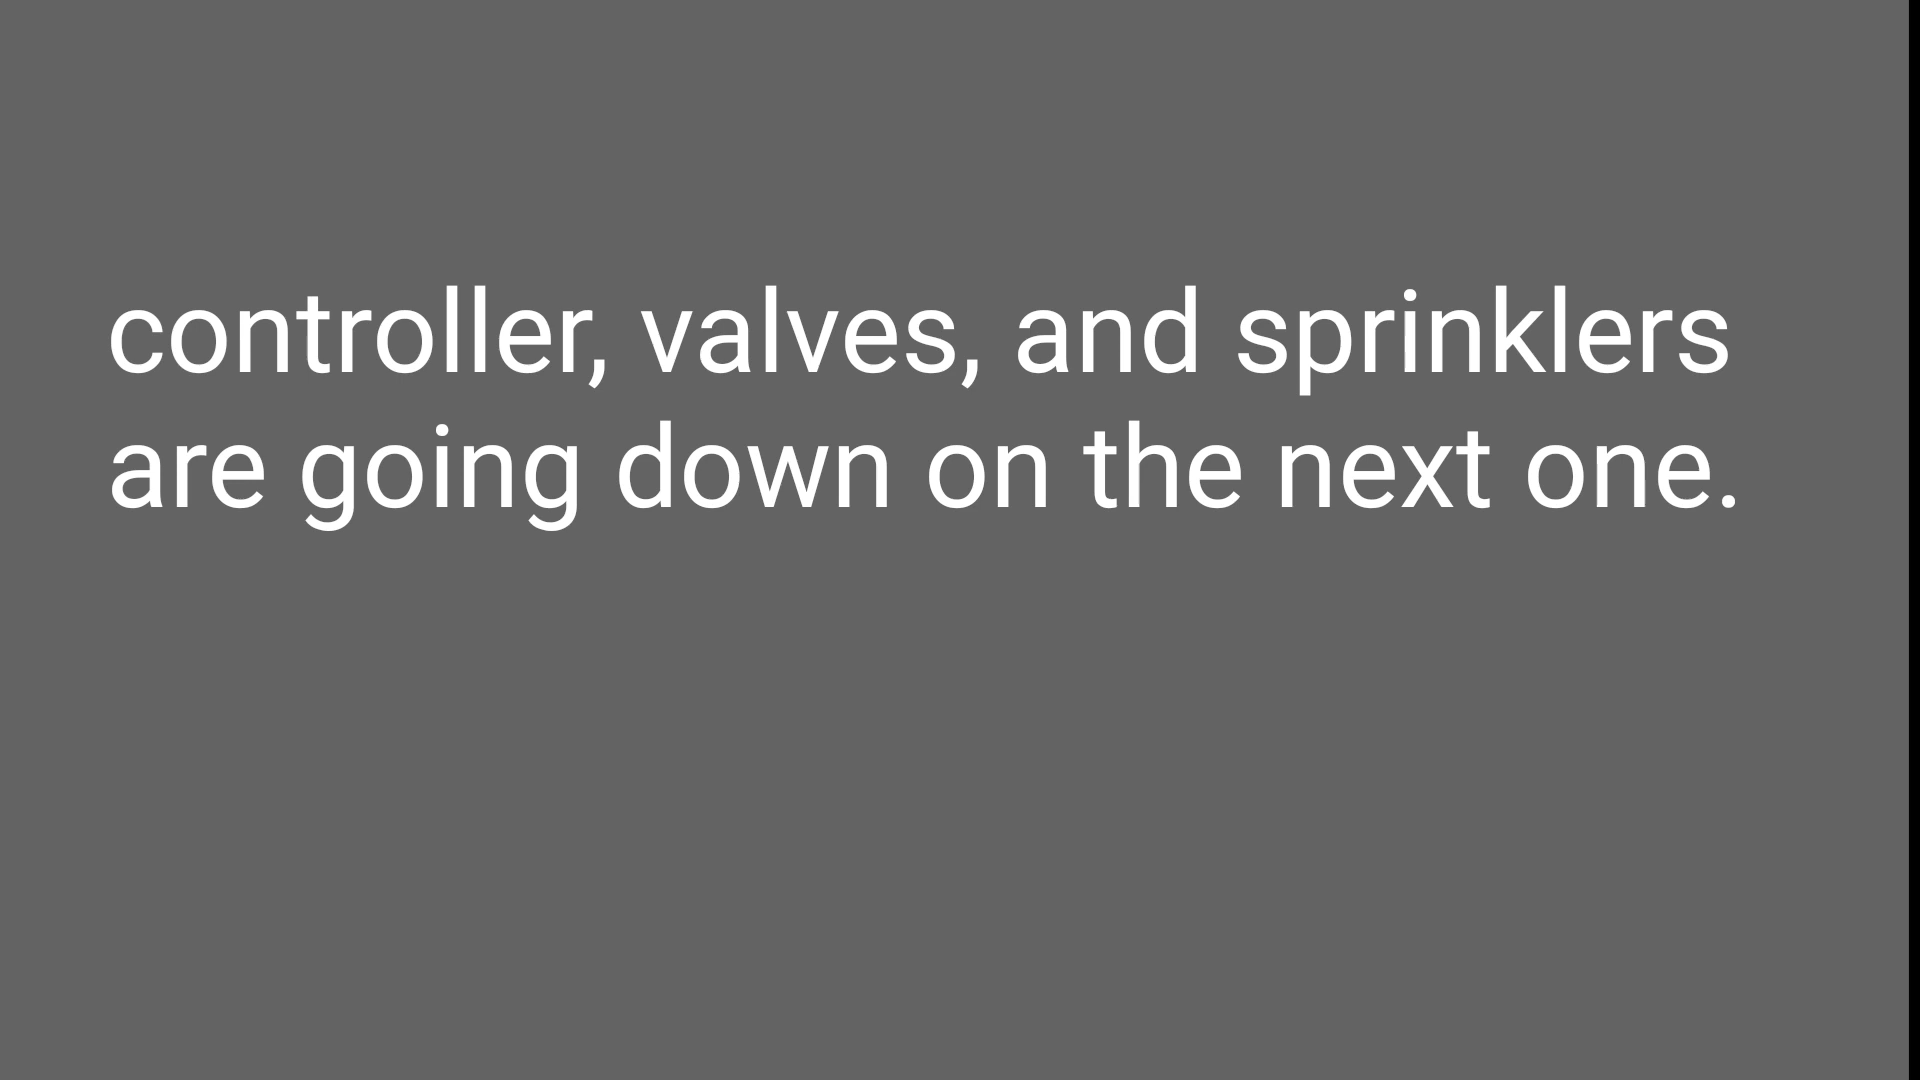 controller, valves, and sprinklers
are going down on the next one.